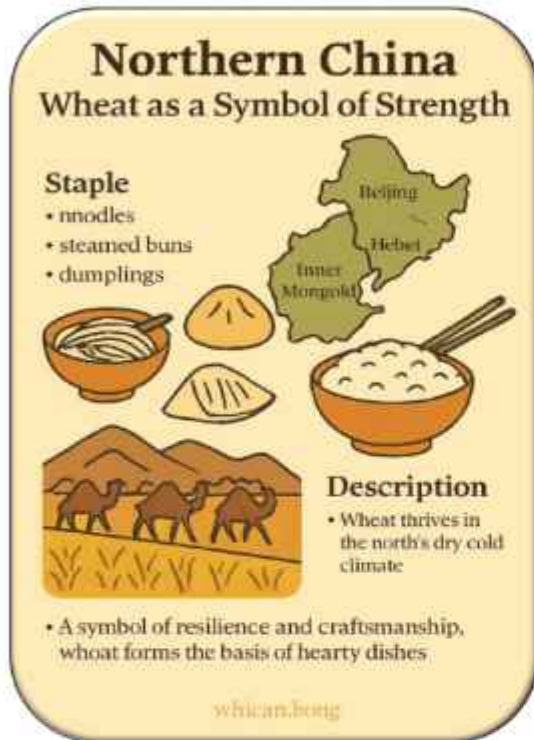 Northern China
Wheat as a Symbol of Strength
Staple
• nnodles
• steamed buns
• dumplings
Beijing
Hebei
Inner
Mongold
Description
• Wheat thrives in
the north's dry cold
climate
• A symbol of resilience and craftsmanship,
whoat forms the basis of hearty dishes
whican.bong